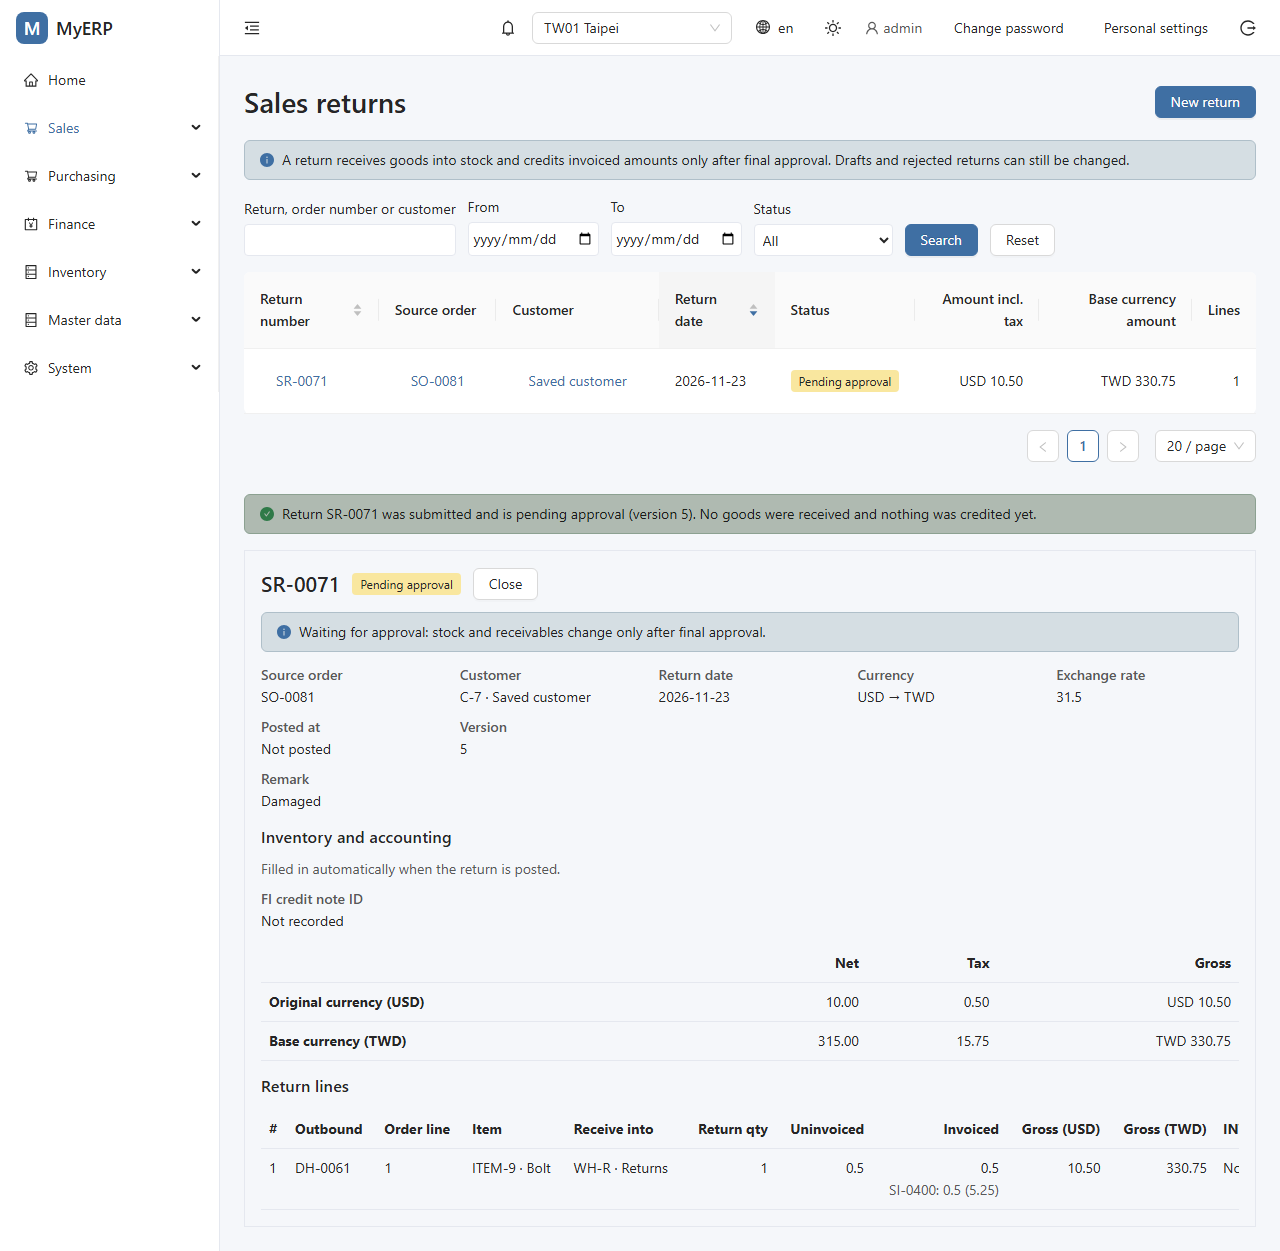 M MyERP
TW01 Taipei
en
admin
Change password
Personal settings
Home
Sales
Purchasing
Finance
Inventory
Master data
System
Sales returns
New return
A return receives goods into stock and credits invoiced amounts only after final approval. Drafts and rejected returns can still be changed.
Return, order number or customer From To Status
yyyy/mm/dd yyyy/mm/dd All Search Reset
Return number Source order Customer Return date Status Amount incl. tax Base currency amount Lines
SR-0071 SO-0081 Saved customer 2026-11-23 Pending approval USD 10.50 TWD 330.75 1
< 1 > 20 / page
Return SR-0071 was submitted and is pending approval (version 5). No goods were received and nothing was credited yet.
SR-0071 Pending approval Close
Waiting for approval: stock and receivables change only after final approval.
Source order Customer Return date Currency Exchange rate
SO-0081 C-7 · Saved customer 2026-11-23 USD → TWD 31.5
Posted at Version
Not posted 5
Remark
Damaged
Inventory and accounting
Filled in automatically when the return is posted.
FI credit note ID
Not recorded
Net Tax Gross
Original currency (USD) 10.00 0.50 USD 10.50
Base currency (TWD) 315.00 15.75 TWD 330.75
Return lines
# Outbound Order line Item Receive into Return qty Uninvoiced Invoiced Gross (USD) Gross (TWD) IN
1 DH-0061 1 ITEM-9 · Bolt WH-R · Returns 1 0.5 0.5 10.50 330.75
SI-0400: 0.5 (5.25)